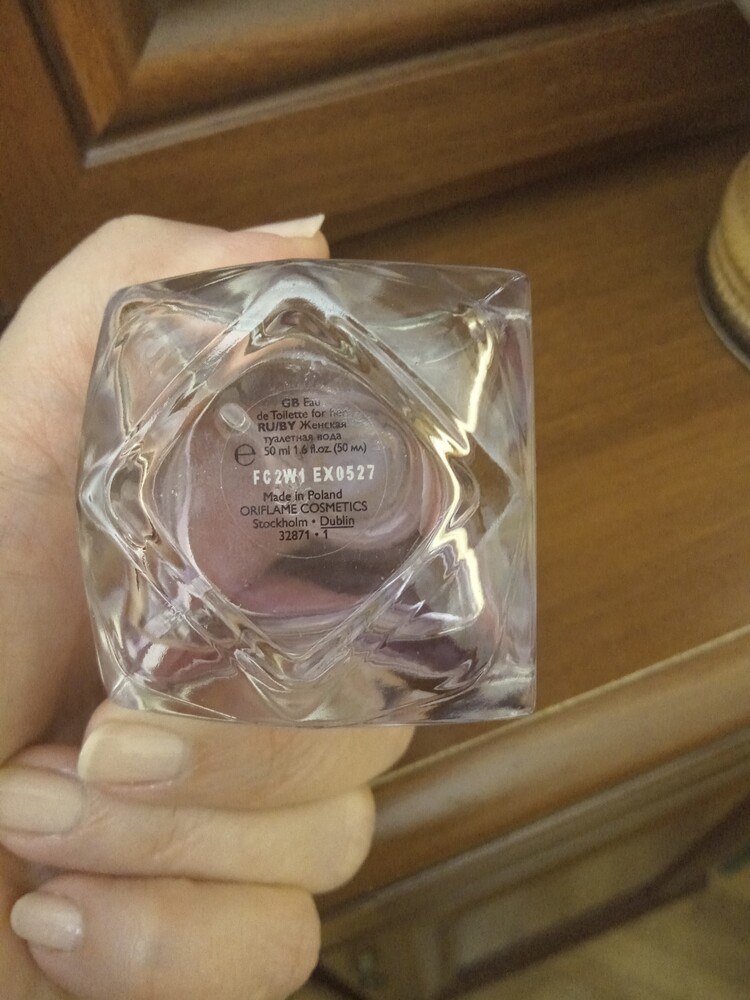 GB Eau
de Toilette for her
RU/BY Женская
туалетная вода
e 50 ml 1.6 fl.oz. (50 мл)
FC2W1 EX0527
Made in Poland
ORIFLAME COSMETICS
Stockholm • Dublin
32871 • 1